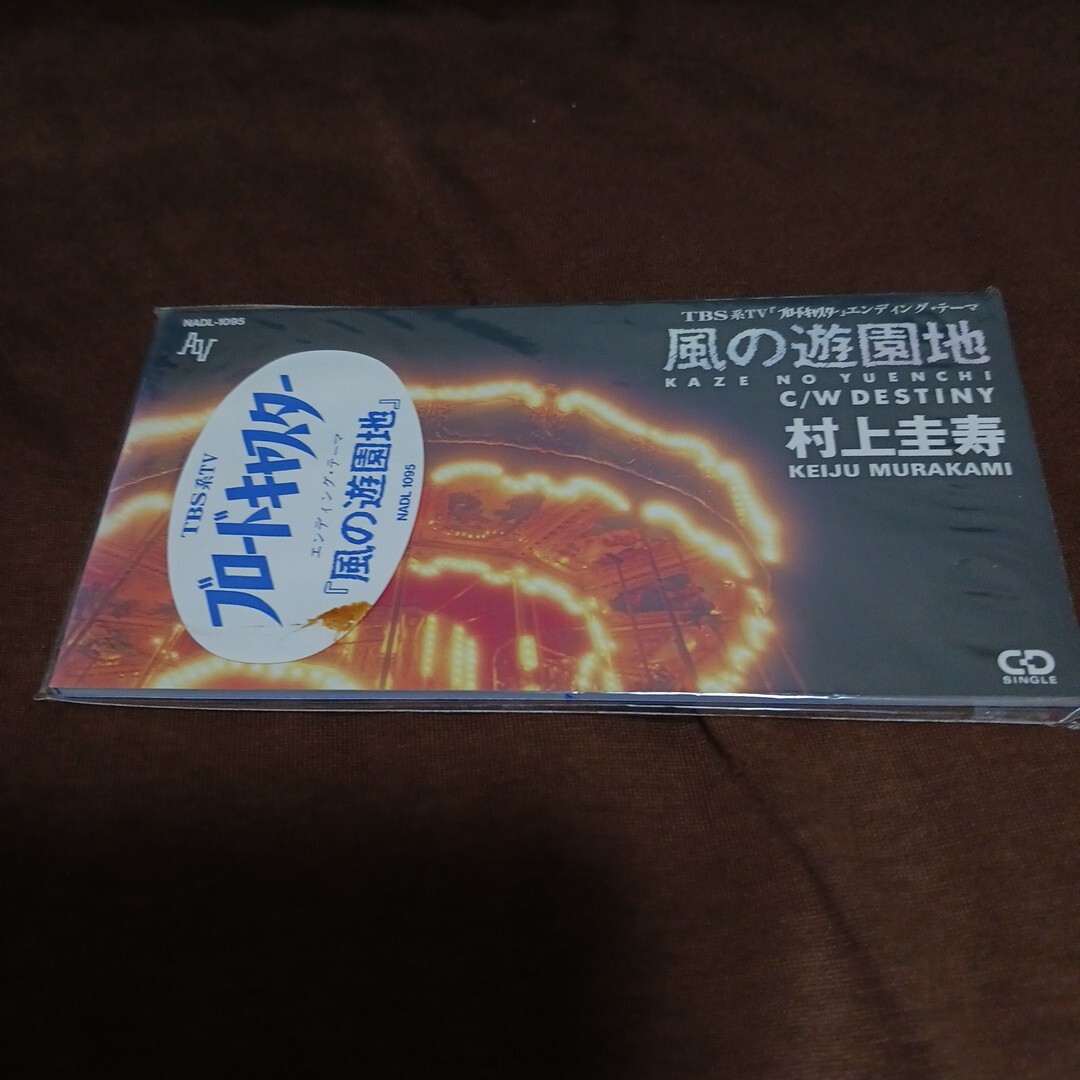 NADL-1095
AV
TBS系TV
ブロードキャスター
エンディング・テーマ
『風の遊園地』
NADL 1095
TBS系TV「ブロードキャスター」エンディング・テーマ
風の遊園地
KAZE NO YUENCHI
C/W DESTINY
村上圭寿
KEIJU MURAKAMI
CD
SINGLE